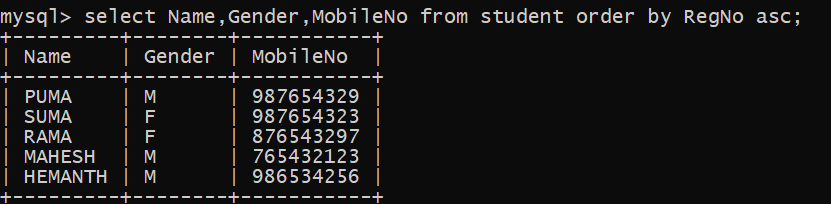 mysql> select Name,Gender,MobileNo from student order by RegNo asc;
+---------+--------+-----------+
| Name    | Gender | MobileNo  |
+---------+--------+-----------+
| PUMA    | M      | 987654329 |
| SUMA    | F      | 987654323 |
| RAMA    | F      | 876543297 |
| MAHESH  | M      | 765432123 |
| HEMANTH | M      | 986534256 |
+---------+--------+-----------+